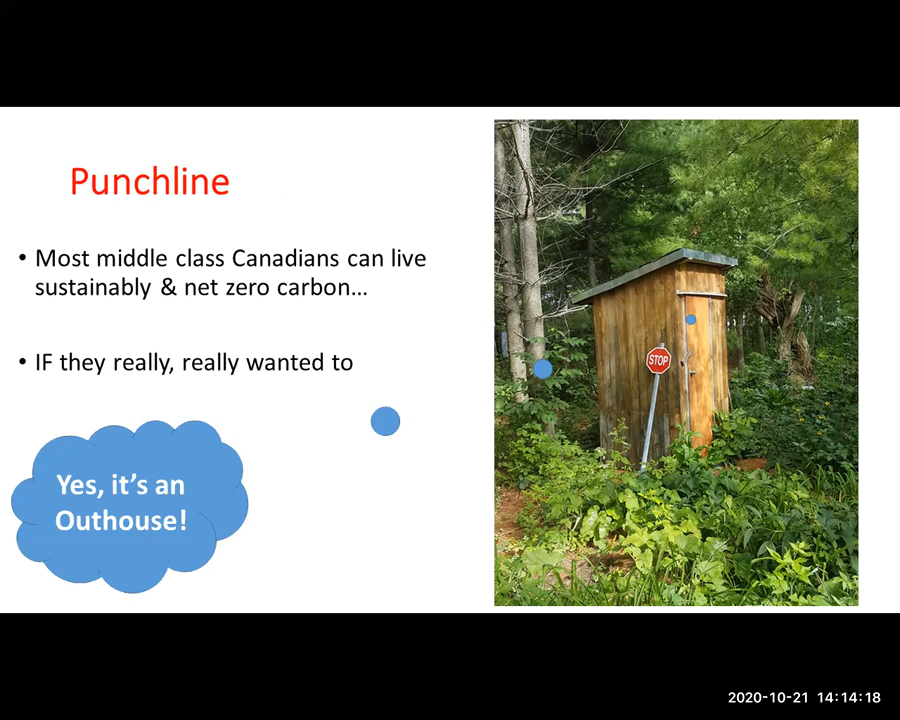 Punchline
• Most middle class Canadians can live
sustainably & net zero carbon...
• IF they really, really wanted to
STOP
Yes, it's an
Outhouse!
2020-10-21 14:14:18